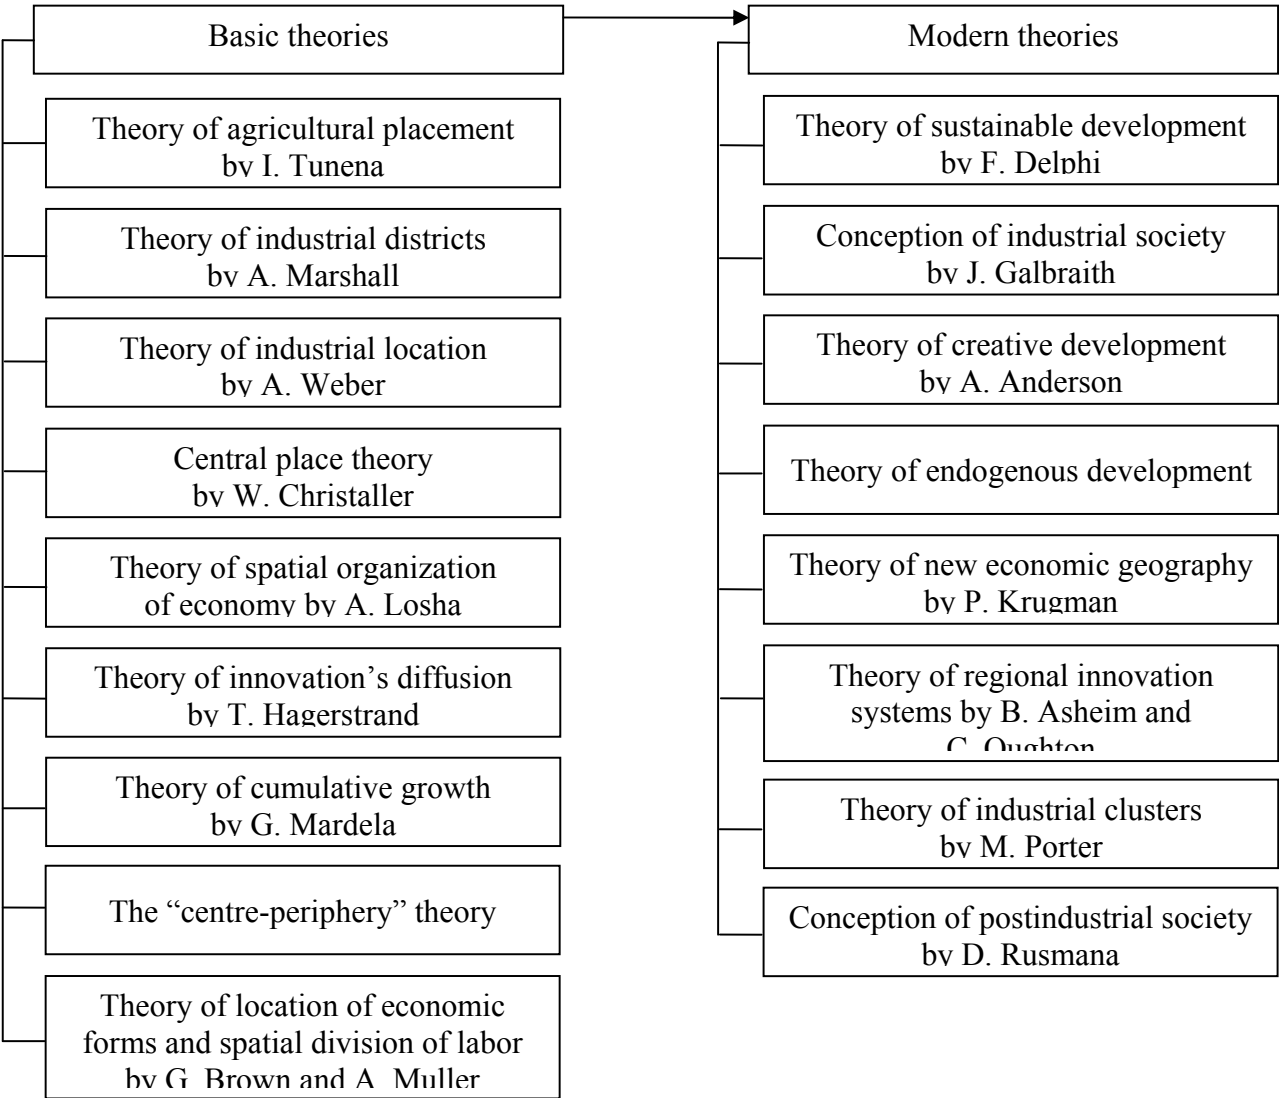 Basic theories
Theory of agricultural placement
by I. Tunena
Theory of industrial districts
by A. Marshall
Theory of industrial location
by A. Weber
Central place theory
by W. Christaller
Theory of spatial organization
of economy by A. Losha
Theory of innovation’s diffusion
by T. Hagerstrand
Theory of cumulative growth
by G. Mardela
The “centre-periphery” theory
Theory of location of economic
forms and spatial division of labor
by G. Brown and A. Muller
Modern theories
Theory of sustainable development
by F. Delphi
Conception of industrial society
by J. Galbraith
Theory of creative development
by A. Anderson
Theory of endogenous development
Theory of new economic geography
by P. Krugman
Theory of regional innovation
systems by B. Asheim and
C. Oughton
Theory of industrial clusters
by M. Porter
Conception of postindustrial society
by D. Rusmana